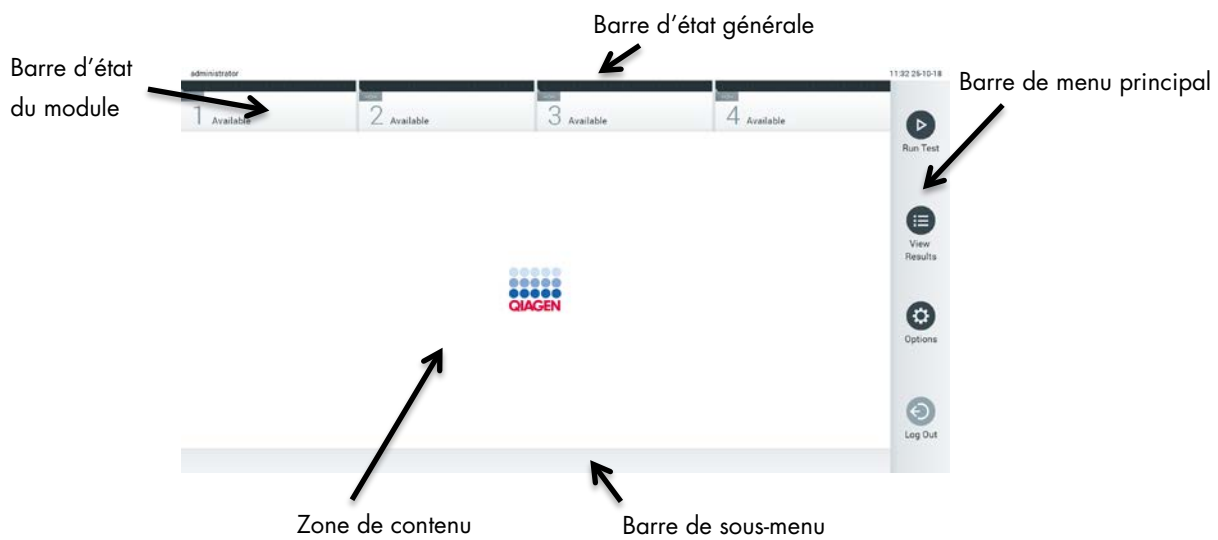 Barre d'état générale
Barre d'état
du module
Barre de menu principal
administrator
11:32 26-10-18
1 Available
2 Available
3 Available
4 Available
Run Test
View
Results
QIAGEN
Options
Log Out
Zone de contenu
Barre de sous-menu